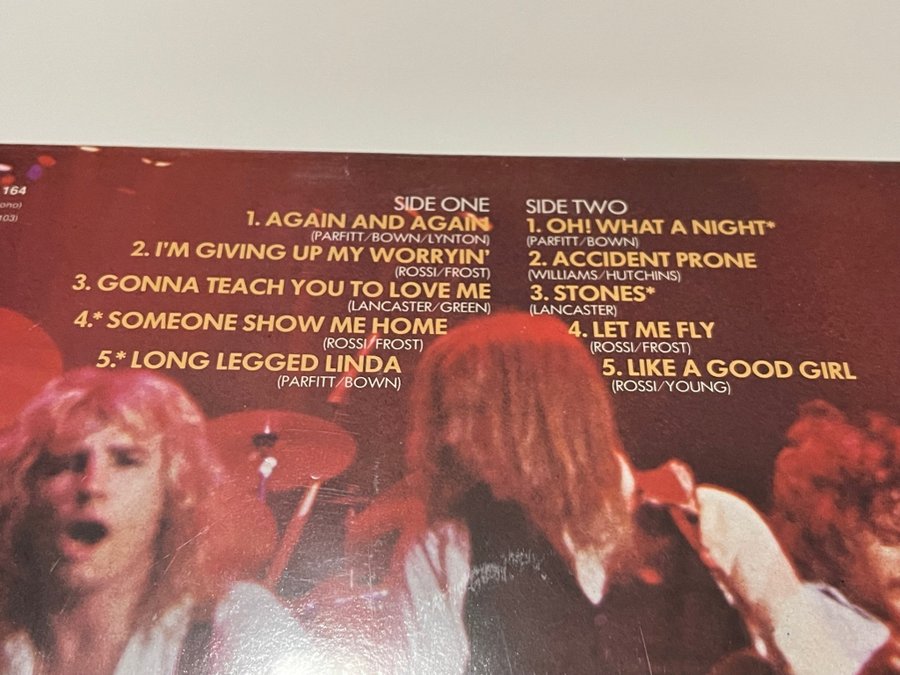 164
ono)
103)
SIDE ONE
1. AGAIN AND AGAIN
(PARFITT/BOWN/LYNTON)
2. I'M GIVING UP MY WORRYIN'
(ROSSI/FROST)
3. GONNA TEACH YOU TO LOVE ME
(LANCASTER/GREEN)
4.* SOMEONE SHOW ME HOME
(ROSSI/FROST)
5.* LONG LEGGED LINDA
(PARFITT/BOWN)
SIDE TWO
1. OH! WHAT A NIGHT*
(PARFITT/BOWN)
2. ACCIDENT PRONE
(WILLIAMS/HUTCHINS)
3. STONES*
(LANCASTER)
4. LET ME FLY
(ROSSI/FROST)
5. LIKE A GOOD GIRL
(ROSSI/YOUNG)